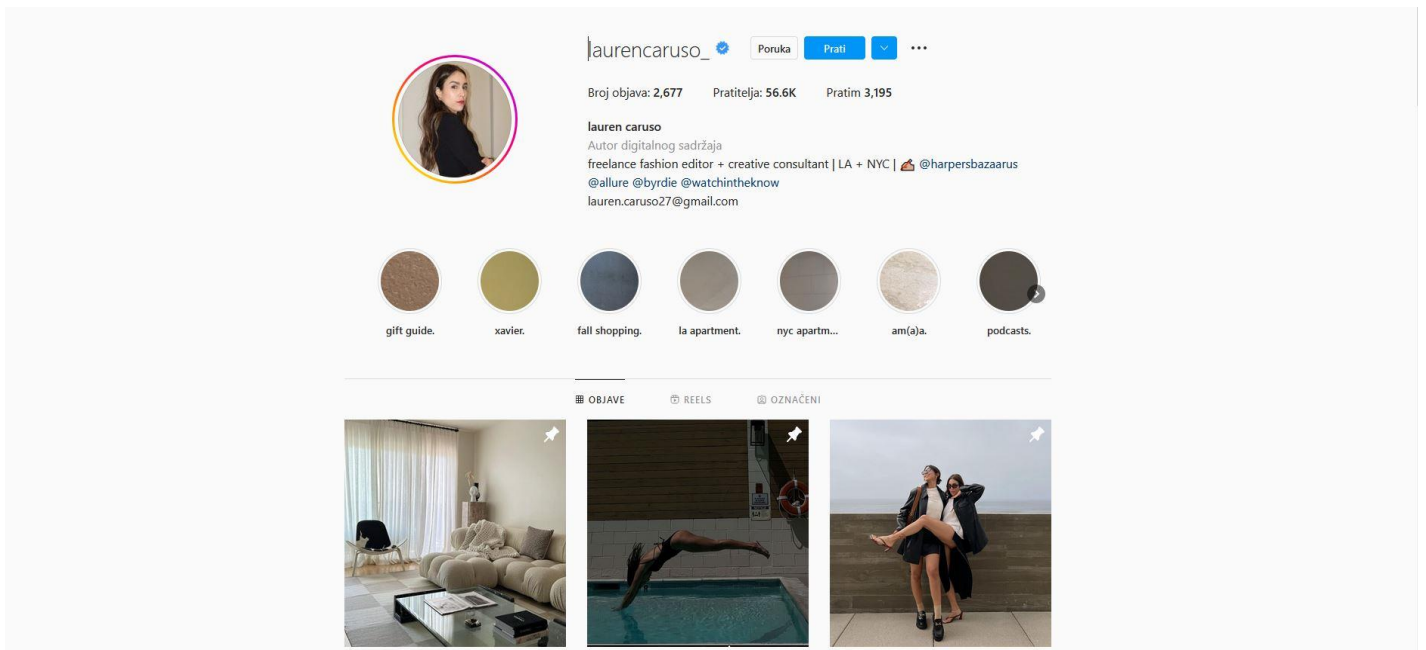 laurencaruso_ Poruka Prati
Broj objava: 2,677 Pratitelja: 56.6K Pratim 3,195
lauren caruso
Autor digitalnog sadržaja
freelance fashion editor + creative consultant | LA + NYC | ✍🏽 @harpersbazaarus
@allure @byrdie @watchintheknow
lauren.caruso27@gmail.com
gift guide. xavier. fall shopping. la apartment. nyc apartm... am(a)a. podcasts.
OBJAVE REELS OZNAČENI